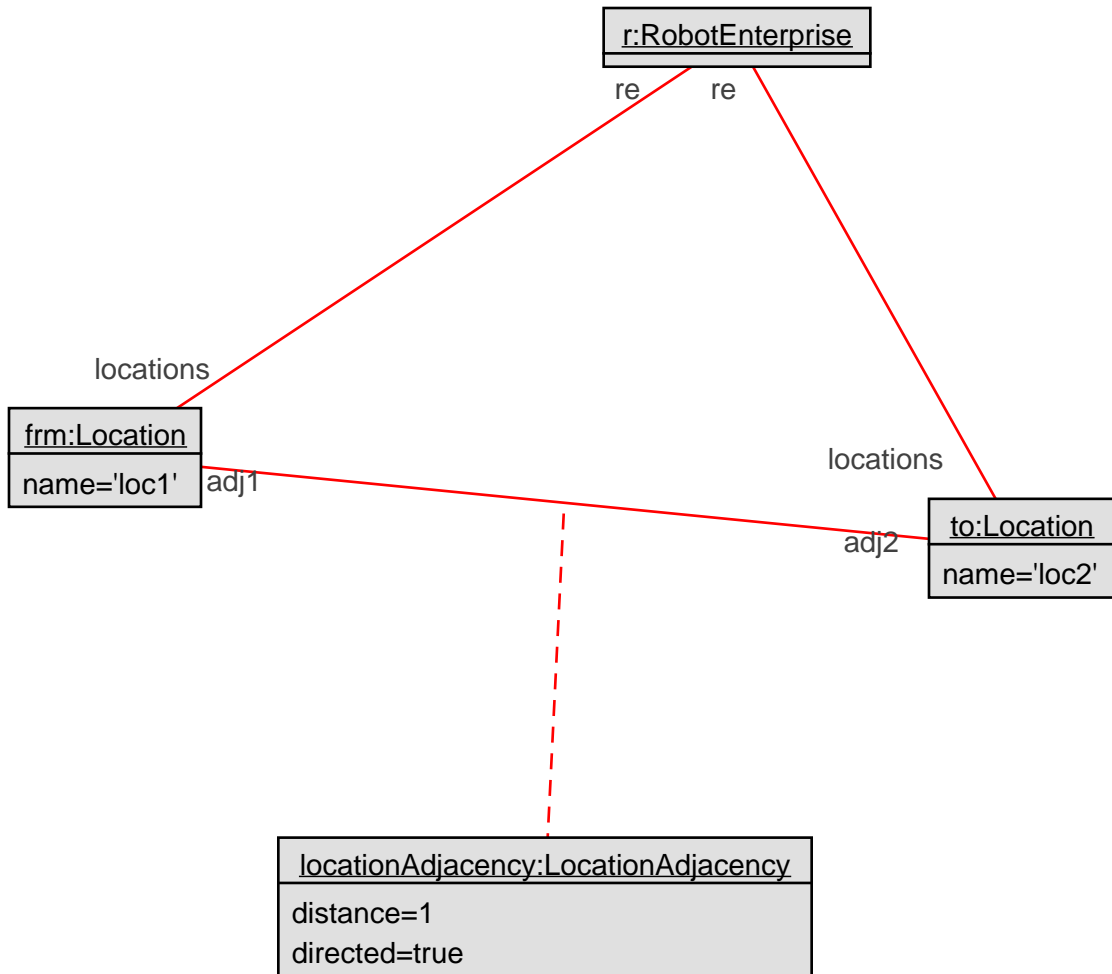 r:RobotEnterprise
re
re
locations
frm:Location
name='loc1'
adj1
locations
to:Location
name='loc2'
adj2
locationAdjacency:LocationAdjacency
distance=1
directed=true